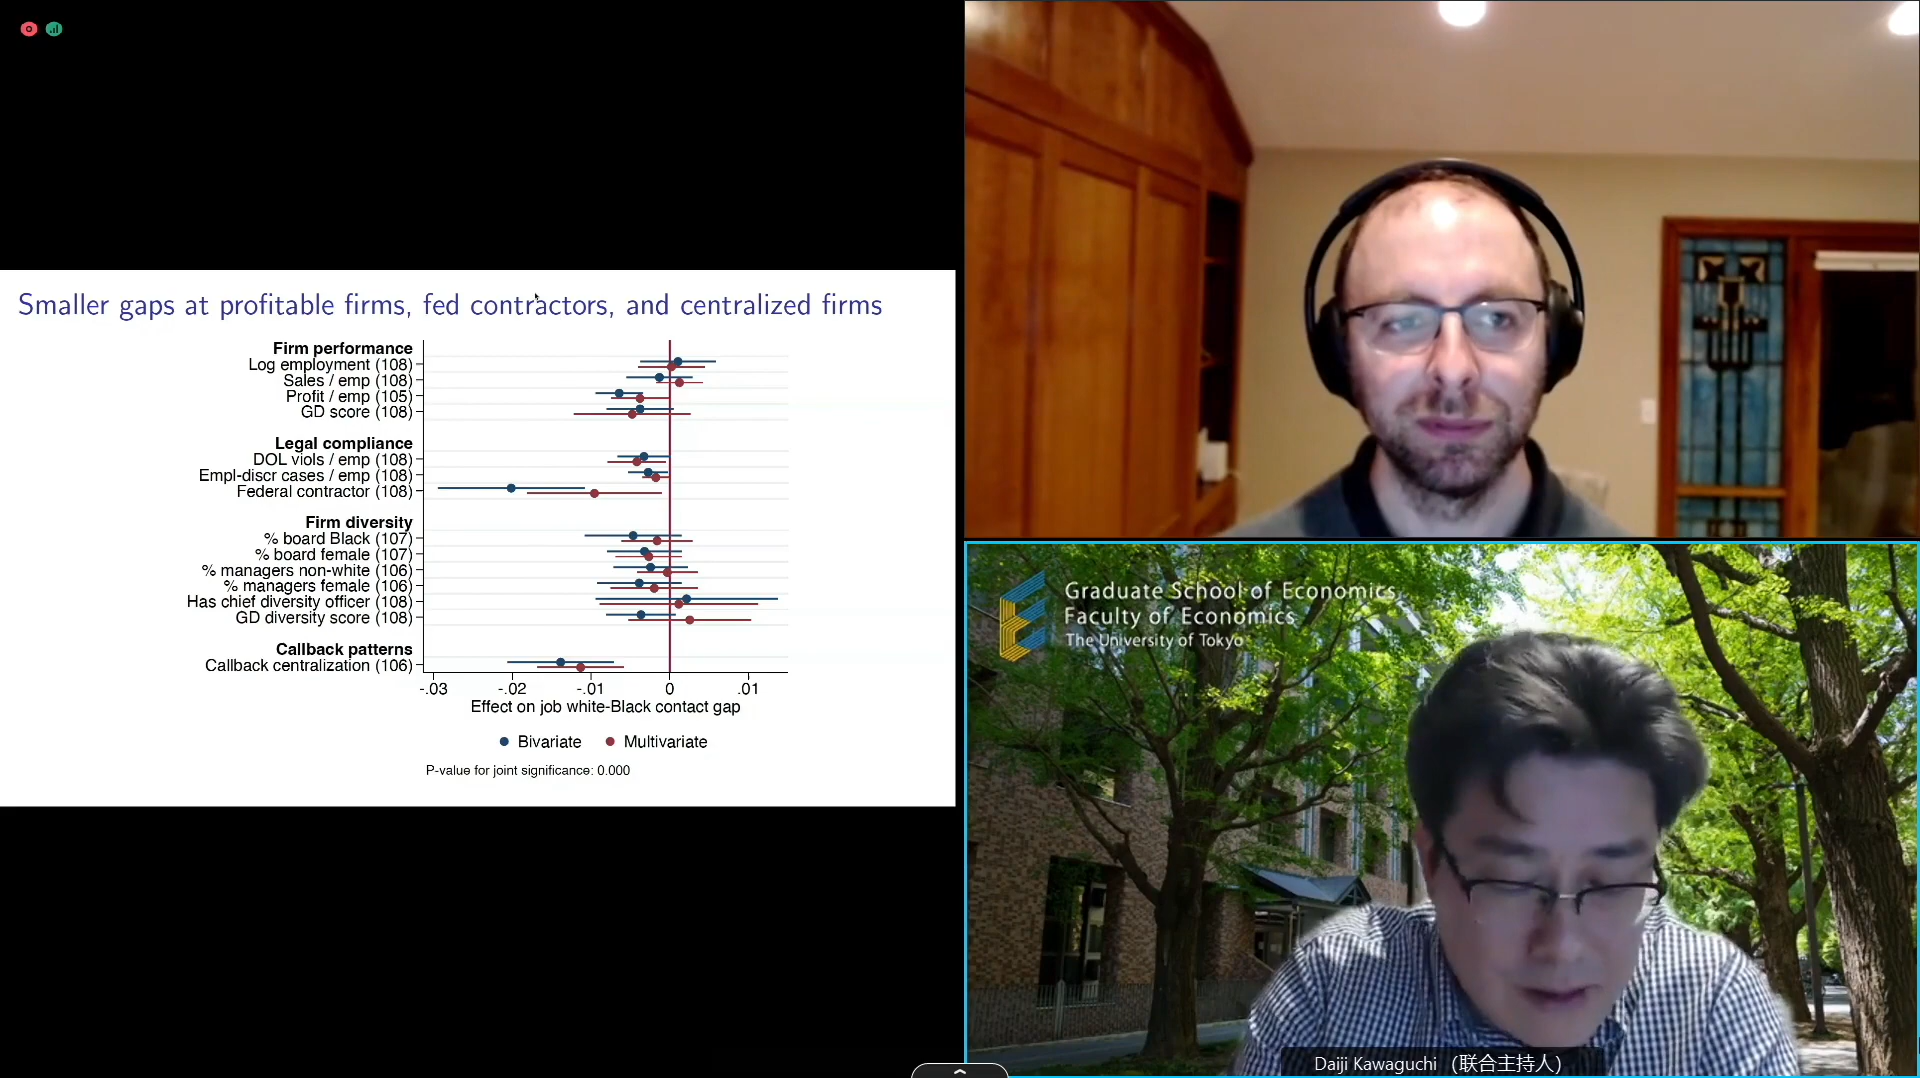 Smaller gaps at profitable firms, fed contractors, and centralized firms
Firm performance
Log employment (108)
Sales / emp (108)
Profit / emp (105)
GD score (108)
Legal compliance
DOL viols / emp (108)
Empl-discr cases / emp (108)
Federal contractor (108)
Firm diversity
% board Black (107)
% board female (107)
% managers non-white (106)
% managers female (106)
Has chief diversity officer (108)
GD diversity score (108)
Callback patterns
Callback centralization (106)
-.03 -.02 -.01 0 .01
Effect on job white-Black contact gap
Bivariate Multivariate
P-value for joint significance: 0.000
Graduate School of Economics
Faculty of Economics
The University of Tokyo
Daiji Kawaguchi (联合主持人)